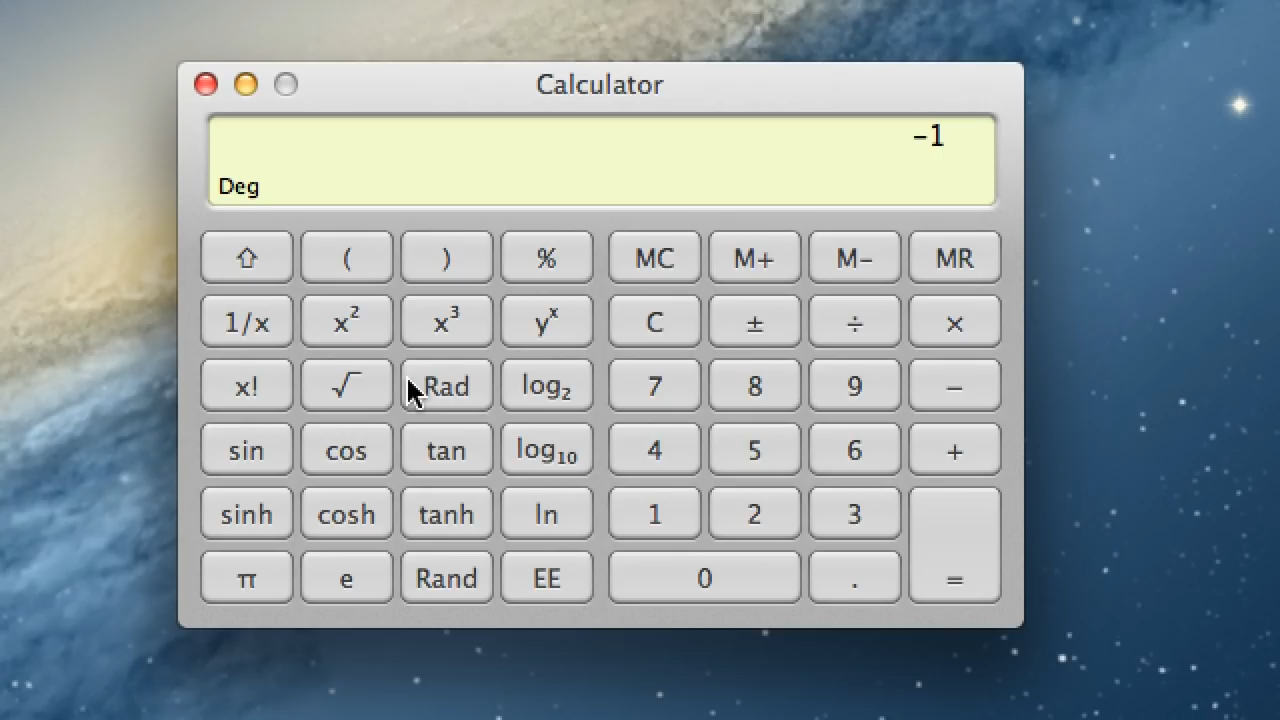 Calculator
−1
Deg
⇧ ( ) % MC M+ M− MR
1/x x² x³ yˣ C ± ÷ ×
x! √ Rad log₂ 7 8 9 −
sin cos tan log₁₀ 4 5 6 +
sinh cosh tanh ln 1 2 3
π e Rand EE 0 . =